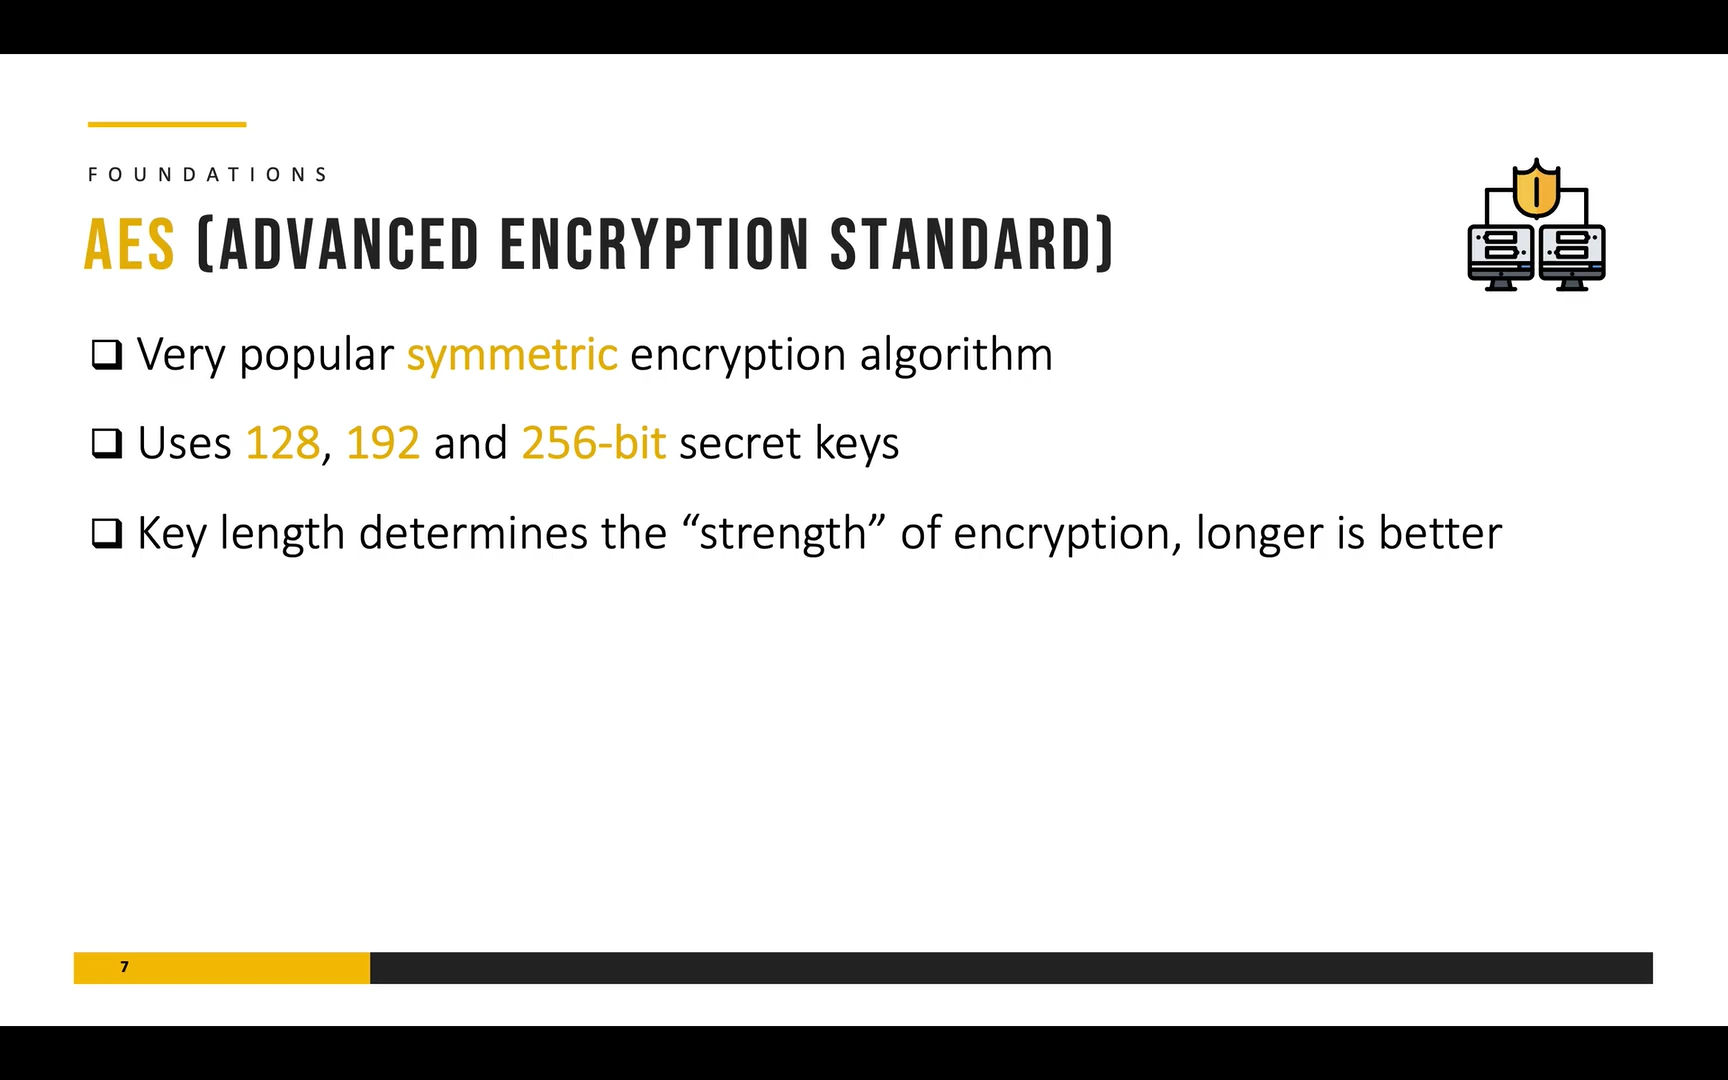 FOUNDATIONS
AES (ADVANCED ENCRYPTION STANDARD)
❑ Very popular symmetric encryption algorithm
❑ Uses 128, 192 and 256-bit secret keys
❑ Key length determines the “strength” of encryption, longer is better
7